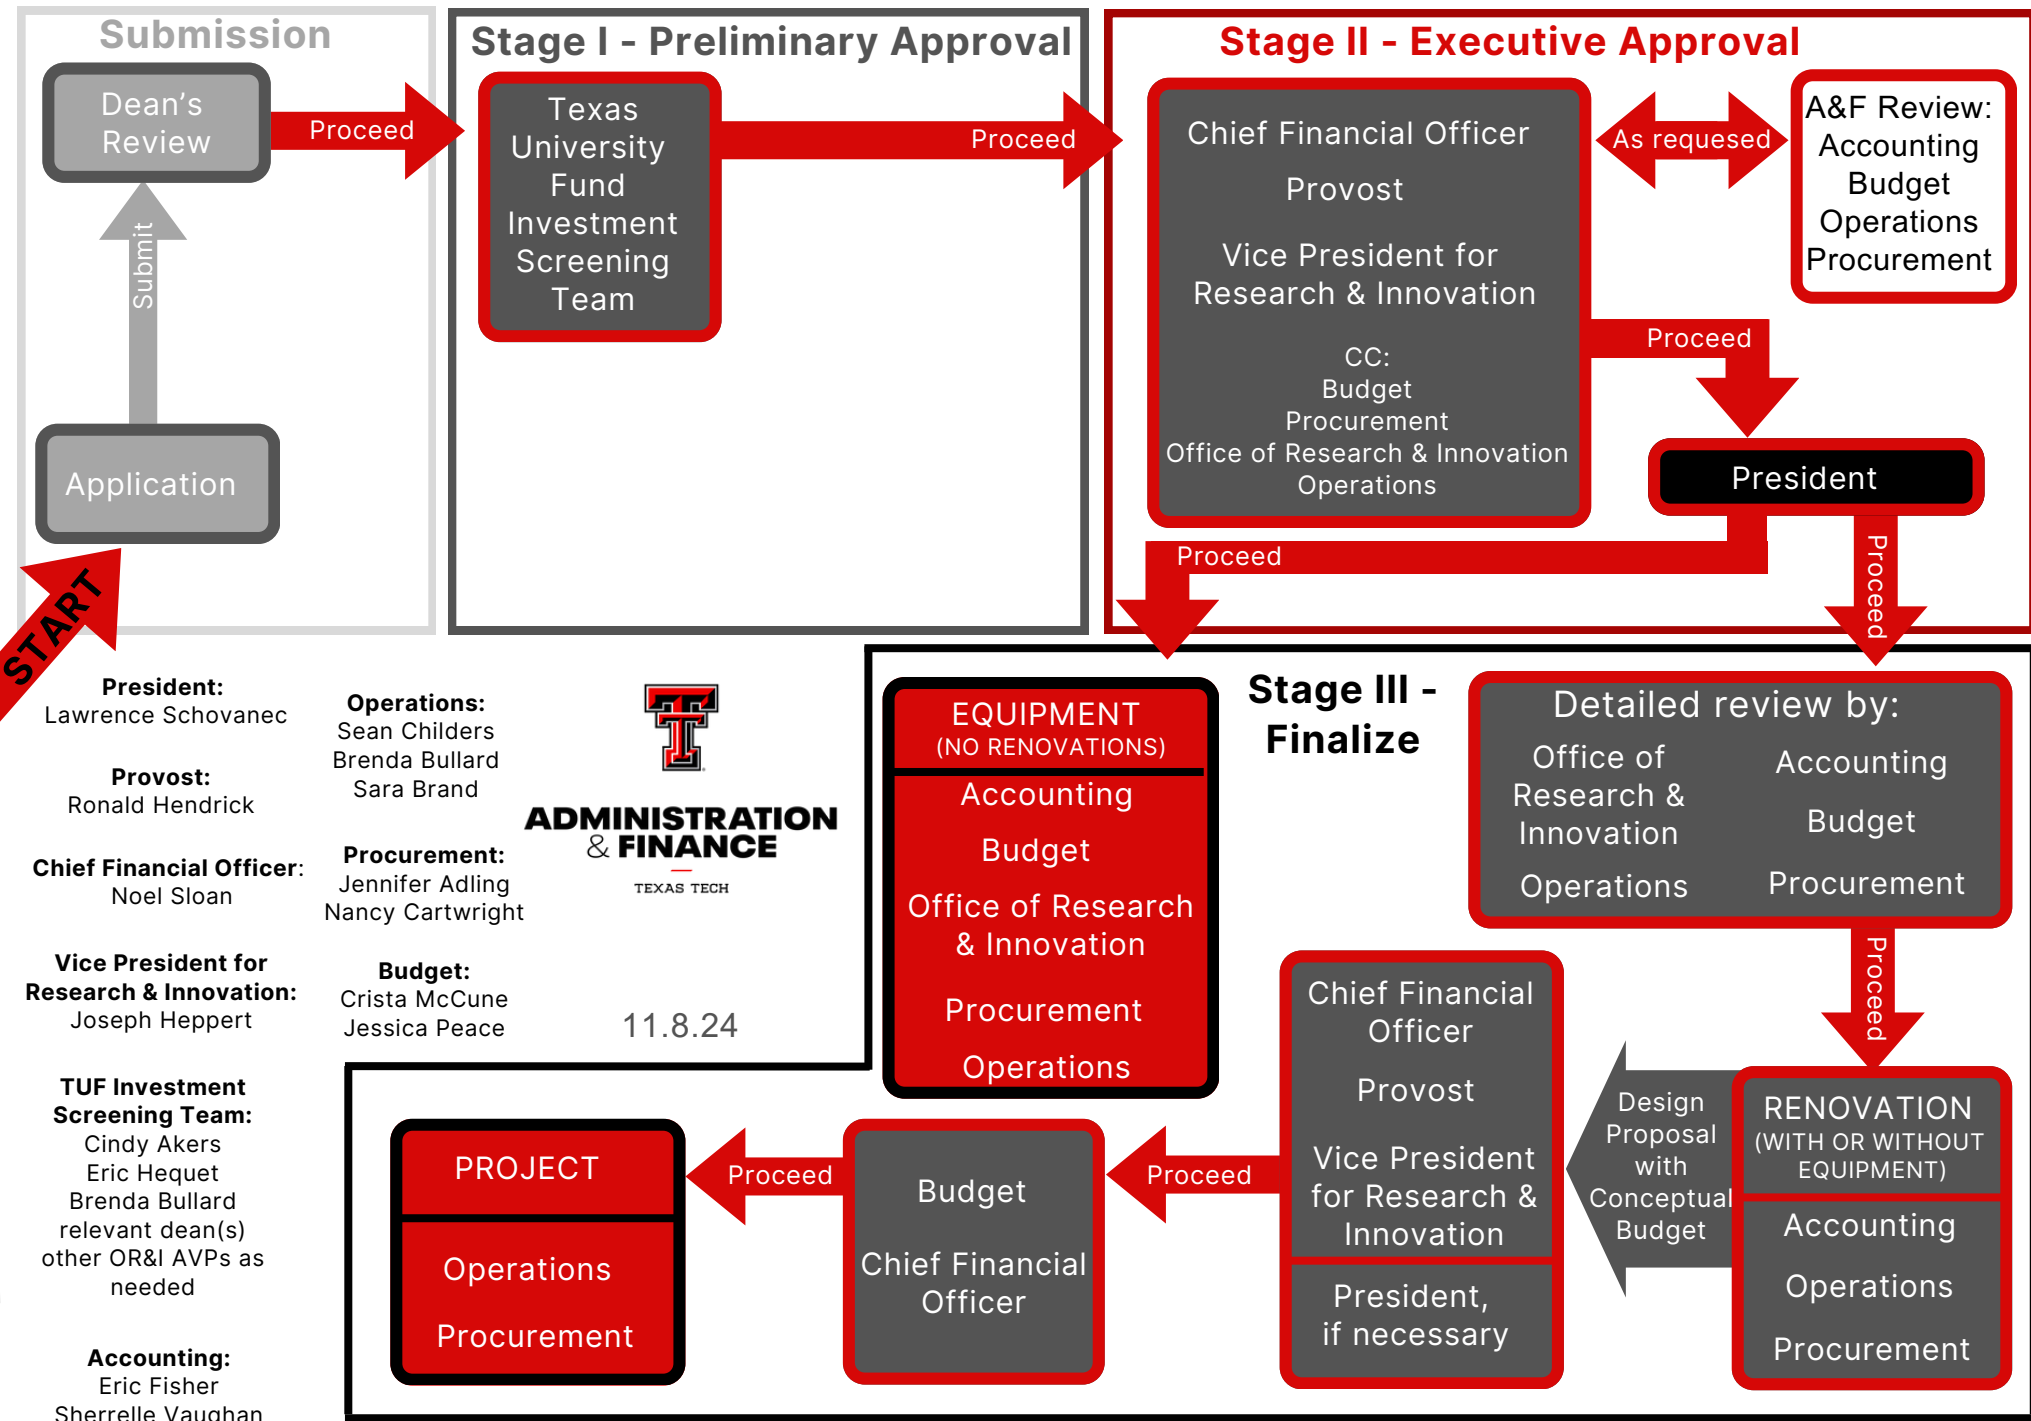 Submission
Dean's
Review
Proceed
Submit
Application
START
Stage I - Preliminary Approval
Texas
University
Fund
Investment
Screening
Team
Proceed
Stage II - Executive Approval
Chief Financial Officer
Provost
Vice President for
Research & Innovation
CC:
Budget
Procurement
Office of Research & Innovation
Operations
As requesed
A&F Review:
Accounting
Budget
Operations
Procurement
Proceed
President
Proceed
Proceed
Stage III -
Finalize
EQUIPMENT
(NO RENOVATIONS)
Accounting
Budget
Office of Research
& Innovation
Procurement
Operations
Detailed review by:
Office of
Research &
Innovation
Operations
Accounting
Budget
Procurement
Proceed
RENOVATION
(WITH OR WITHOUT
EQUIPMENT)
Accounting
Operations
Procurement
Design
Proposal
with
Conceptual
Budget
Chief Financial
Officer
Provost
Vice President
for Research &
Innovation
President,
if necessary
Proceed
Budget
Chief Financial
Officer
Proceed
PROJECT
Operations
Procurement
President:
Lawrence Schovanec
Provost:
Ronald Hendrick
Chief Financial Officer:
Noel Sloan
Vice President for
Research & Innovation:
Joseph Heppert
TUF Investment
Screening Team:
Cindy Akers
Eric Hequet
Brenda Bullard
relevant dean(s)
other OR&I AVPs as
needed
Accounting:
Eric Fisher
Sherrelle Vaughan
Operations:
Sean Childers
Brenda Bullard
Sara Brand
Procurement:
Jennifer Adling
Nancy Cartwright
Budget:
Crista McCune
Jessica Peace
ADMINISTRATION
& FINANCE
TEXAS TECH
11.8.24